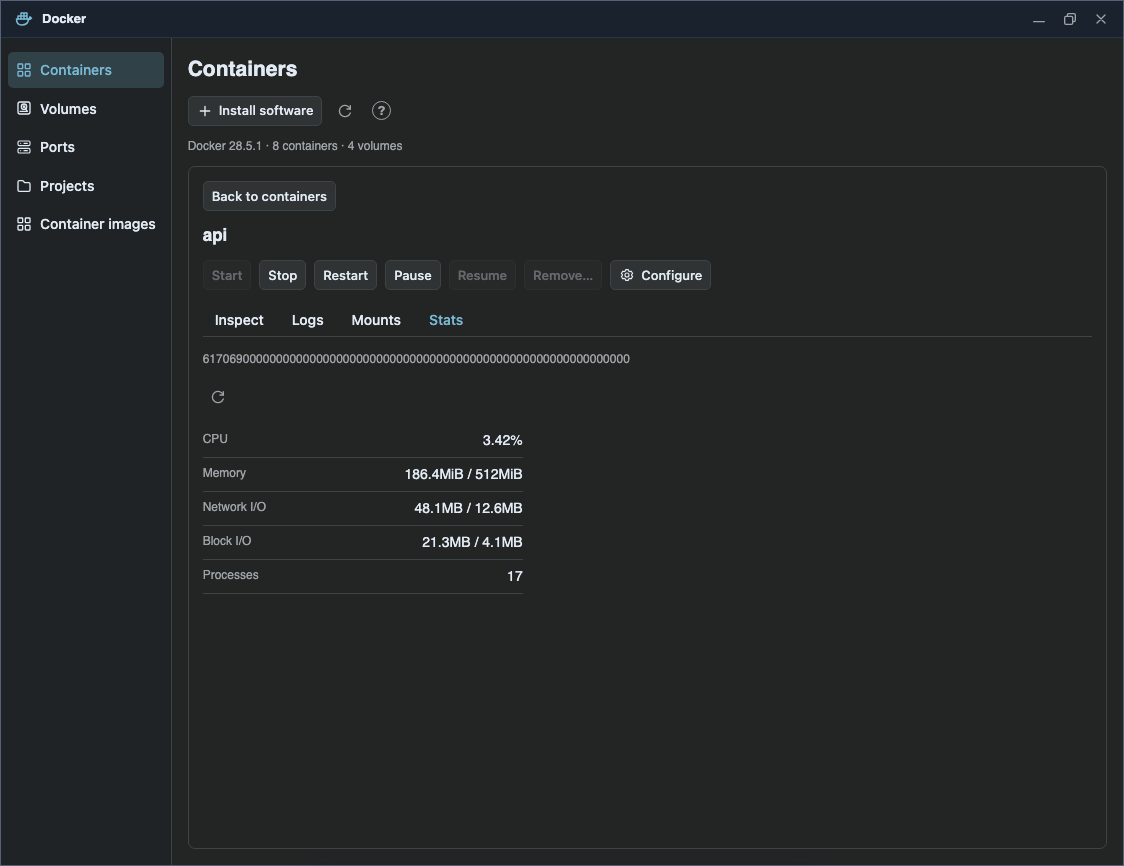 Docker
Containers
Volumes
Ports
Projects
Container images
Containers
Install software
Docker 28.5.1 · 8 containers · 4 volumes
Back to containers
api
Start Stop Restart Pause Resume Remove... Configure
Inspect Logs Mounts Stats
6170690000000000000000000000000000000000000000000000000000000000
CPU 3.42%
Memory 186.4MiB / 512MiB
Network I/O 48.1MB / 12.6MB
Block I/O 21.3MB / 4.1MB
Processes 17